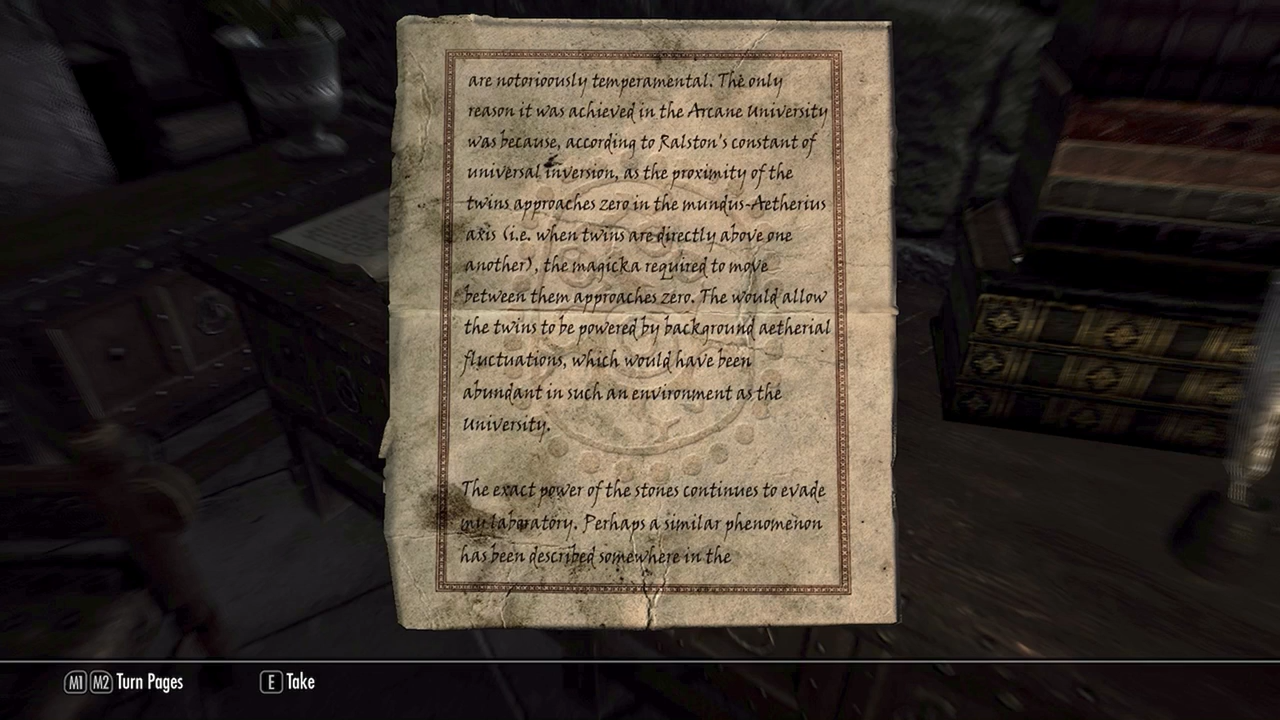 are notoriously temperamental. The only
reason it was achieved in the Arcane University
was because, according to Ralston's constant of
universal inversion, as the proximity of the
twins approaches zero in the mundus-Aetherius
axis (i.e. when twins are directly above one
another), the magicka required to move
between them approaches zero. The would allow
the twins to be powered by background aetherial
fluctuations, which would have been
abundant in such an environment as the
University.
The exact power of the stones continues to evade
my laboratory. Perhaps a similar phenomenon
has been described somewhere in the
M1 M2 Turn Pages
E Take